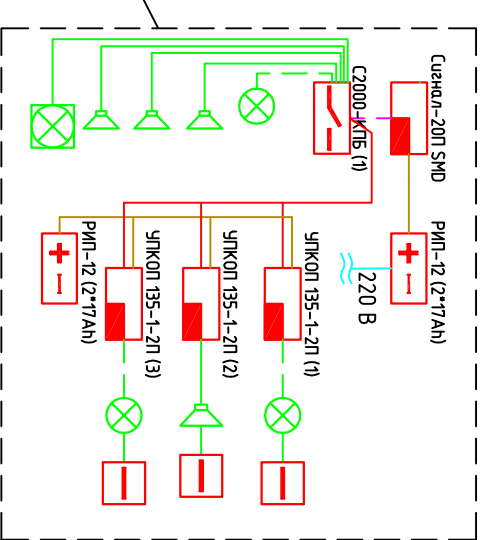 Сигнал-20П SMD
С2000-КПБ (1)
РИП-12 (2*17Ah)
220 В
УПКОП 135-1-2П (1)
УПКОП 135-1-2П (2)
УПКОП 135-1-2П (3)
РИП-12 (2*17Ah)